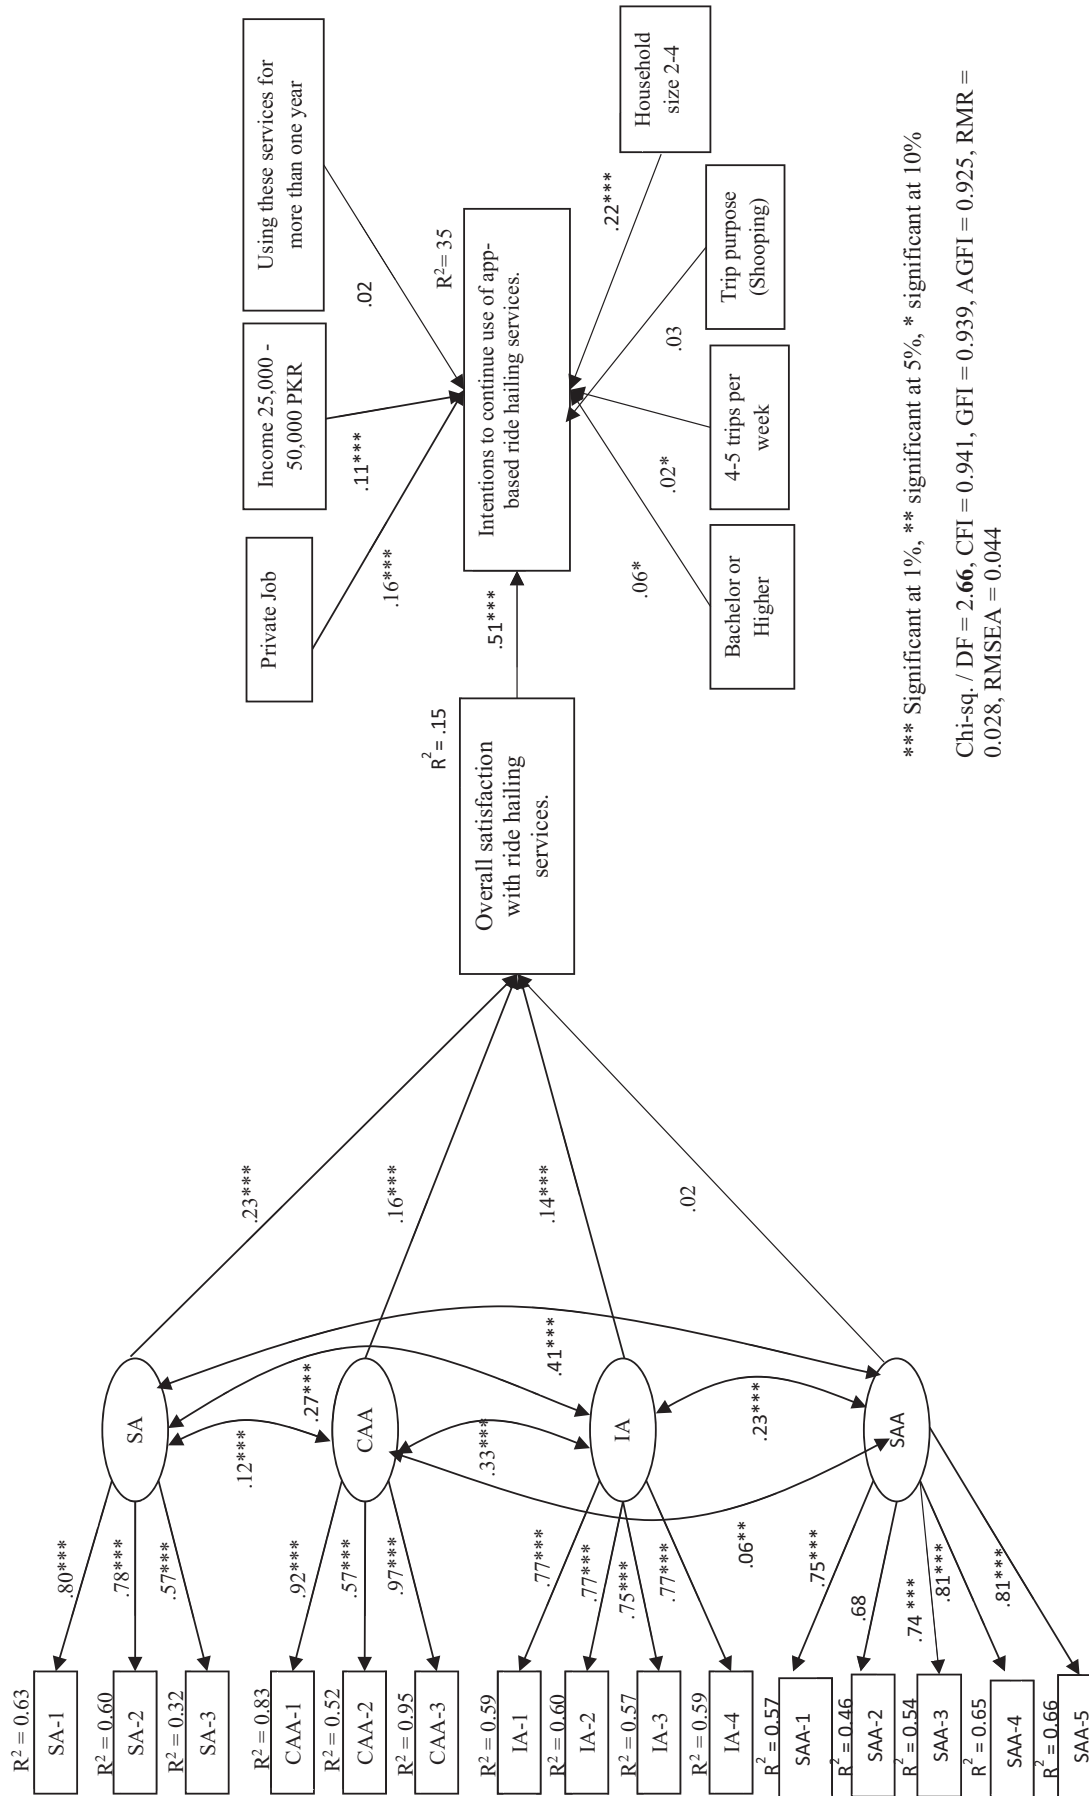 R² = 0.63
SA-1
R² = 0.60
SA-2
R² = 0.32
SA-3
R² = 0.83
CAA-1
R² = 0.52
CAA-2
R² = 0.95
CAA-3
R² = 0.59
IA-1
R² = 0.60
IA-2
R² = 0.57
IA-3
R² = 0.59
IA-4
R² = 0.57
SAA-1
R² = 0.46
SAA-2
R² = 0.54
SAA-3
R² = 0.65
SAA-4
R² = 0.66
SAA-5
.80***
.78***
.57***
.92***
.57***
.97***
.77***
.77***
.75***
.77***
.75***
.68
.74 ***
.81***
.81***
SA
CAA
IA
SAA
.12***
.27***
.33***
.41***
.23***
.06**
.23***
.16***
.14***
.02
R² = .15
Overall satisfaction
with ride hailing
services.
.51***
Private Job
.16***
Income 25,000 -
50,000 PKR
.11***
Using these services for
more than one year
.02
R²= 35
Intentions to continue use of app-
based ride hailing services.
.06*
Bachelor or
Higher
.02*
4-5 trips per
week
.03
Trip purpose
(Shooping)
.22***
Household
size 2-4
*** Significant at 1%, ** significant at 5%, * significant at 10%
Chi-sq. / DF = 2.66, CFI = 0.941, GFI = 0.939, AGFI = 0.925, RMR =
0.028, RMSEA = 0.044